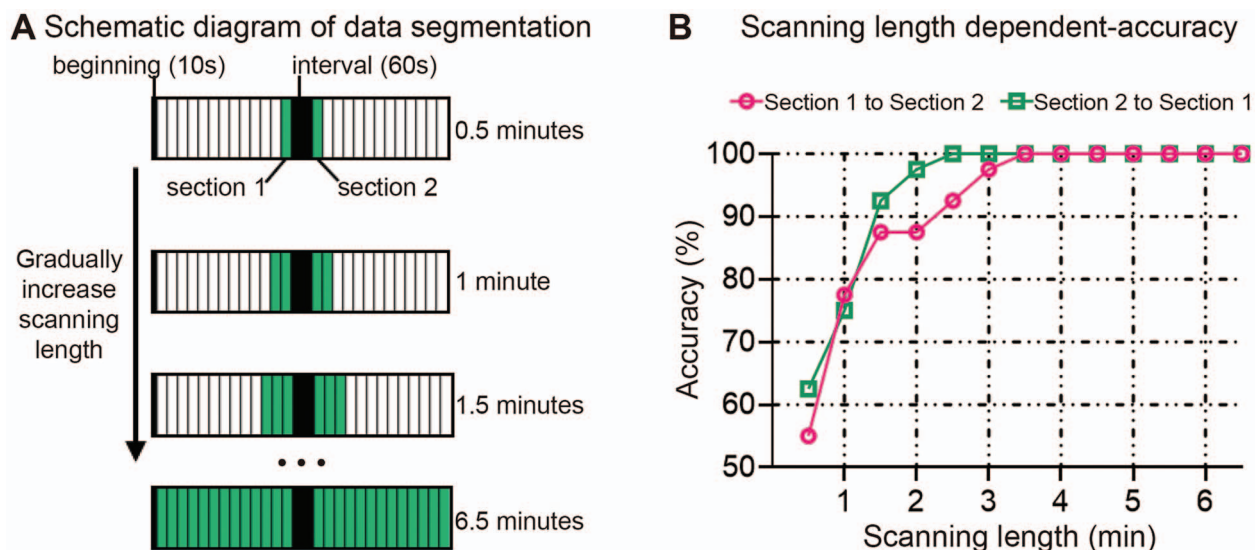 A Schematic diagram of data segmentation
beginning (10s)
interval (60s)
0.5 minutes
section 1
section 2
Gradually
increase
scanning
length
1 minute
1.5 minutes
• • •
6.5 minutes
B Scanning length dependent-accuracy
Section 1 to Section 2
Section 2 to Section 1
Accuracy (%)
100
90
80
70
60
50
1 2 3 4 5 6
Scanning length (min)